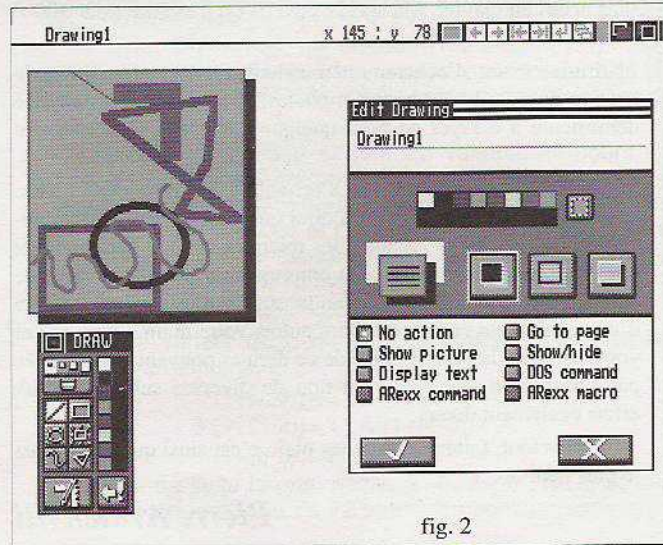 Drawing1
x 145 : y 78
Edit Drawing
Drawing1
DRAW
No action
Go to page
Show picture
Show/hide
Display text
DOS command
ARexx command
ARexx macro
fig. 2